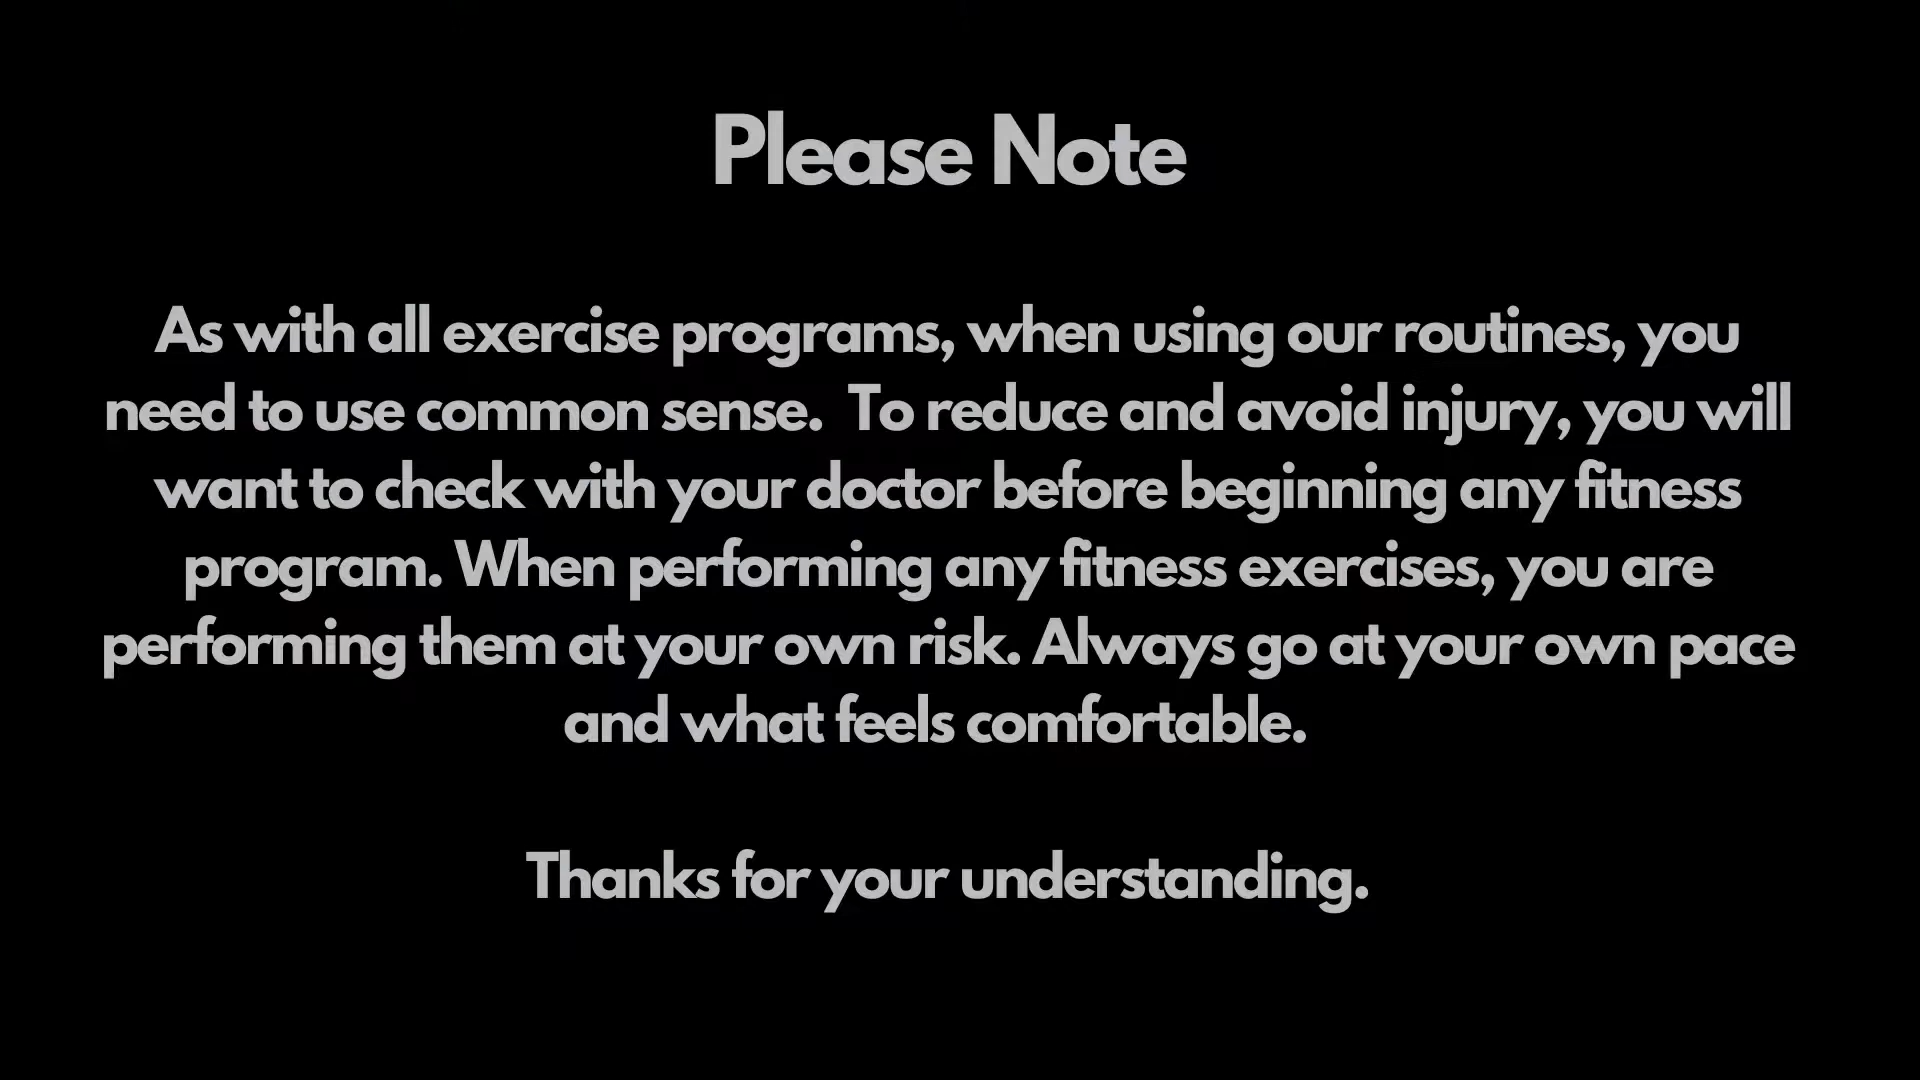 Please Note
As with all exercise programs, when using our routines, you
need to use common sense.  To reduce and avoid injury, you will
want to check with your doctor before beginning any fitness
program. When performing any fitness exercises, you are
performing them at your own risk. Always go at your own pace
and what feels comfortable.
Thanks for your understanding.